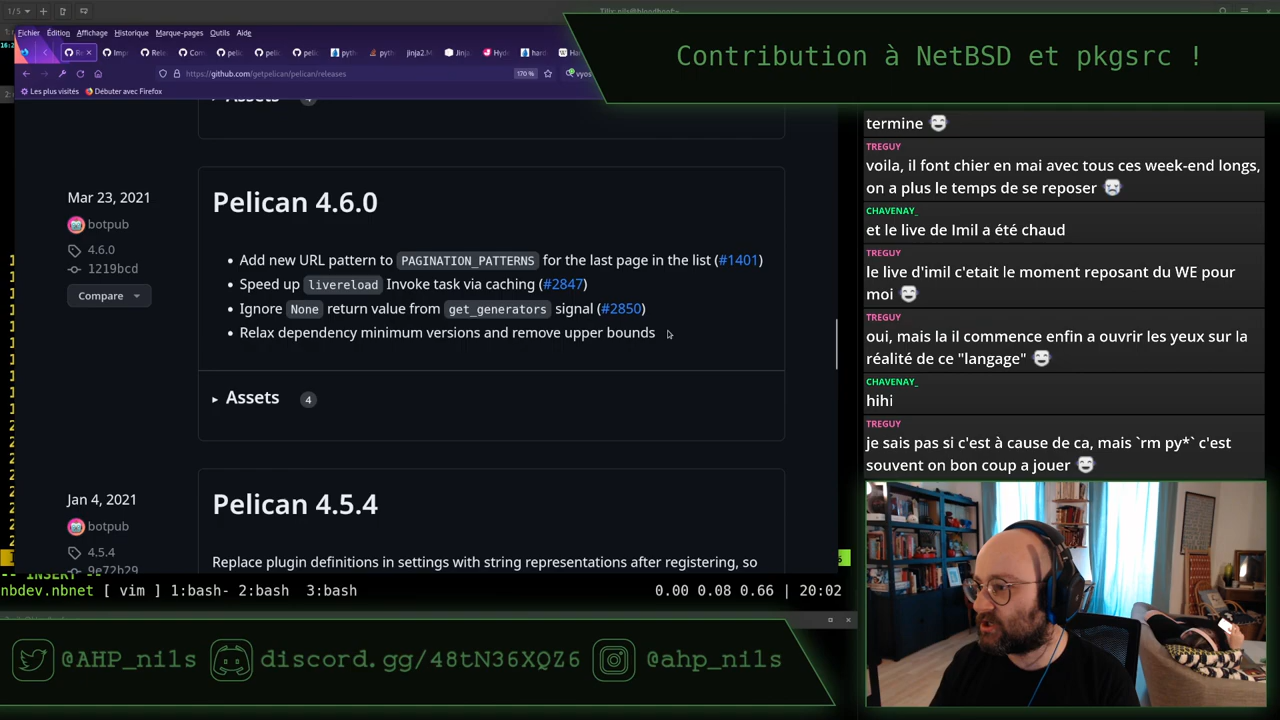 1/5
Tilix: nils@bloodhoof:~
Contribution à NetBSD et pkgsrc !
Fichier Édition Affichage Historique Marque-pages Outils Aide
https://github.com/getpelican/pelican/releases
170 %
vyos
Les plus visités Débuter avec Firefox
Assets 4
Mar 23, 2021
botpub
4.6.0
1219bcd
Compare
Pelican 4.6.0
Add new URL pattern to PAGINATION_PATTERNS for the last page in the list (#1401)
Speed up livereload Invoke task via caching (#2847)
Ignore None return value from get_generators signal (#2850)
Relax dependency minimum versions and remove upper bounds
Assets 4
Jan 4, 2021
botpub
4.5.4
9e72b29
Pelican 4.5.4
Replace plugin definitions in settings with string representations after registering, so
-- INSERT --
nbdev.nbnet [ vim ] 1:bash- 2:bash 3:bash
0.00 0.08 0.66 | 20:02
termine
TREGUY
voila, il font chier en mai avec tous ces week-end longs,
on a plus le temps de se reposer
CHAVENAY_
et le live de Imil a été chaud
TREGUY
le live d'imil c'etait le moment reposant du WE pour
moi
TREGUY
oui, mais la il commence enfin a ouvrir les yeux sur la
réalité de ce "langage"
CHAVENAY_
hihi
TREGUY
je sais pas si c'est à cause de ca, mais `rm py*` c'est
souvent on bon coup a jouer
@AHP_nils
discord.gg/48tN36XQZ6
@ahp_nils